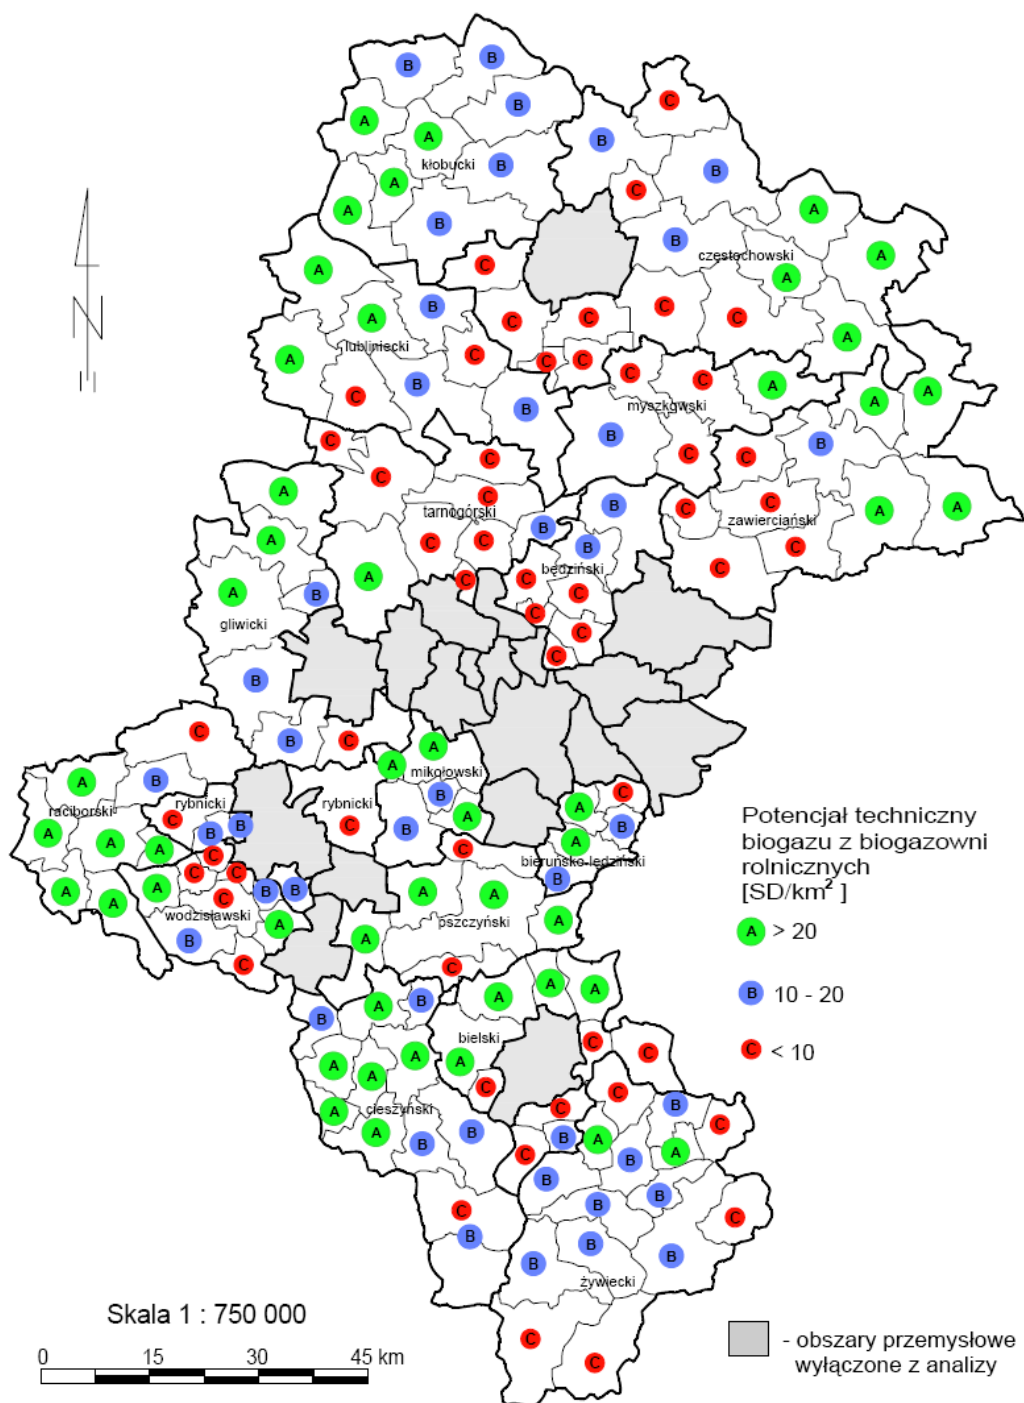 B
B
B
C
A
A
B
B
kłobucki
B
A
C
A
A
B
B
częstochowski
A
A
A
C
A
N
A
lubliniecki
B
C
C
C
C
C
A
A
C
C
C
B
C
C
myszkowski
A
A
A
C
B
B
B
C
C
C
B
C
C
zawierciański
A
A
C
C
C
A
A
C
C
tarnogórski
C
C
C
B
B
B
będziński
C
C
C
C
C
A
A
B
gliwicki
B
B
C
C
A
A
mikołowski
B
A
B
raciborski
A
B
A
A
A
A
A
rybnicki
C
B
B
rybnicki
C
A
C
B
A
bieruńsko-lędziński
B
C
C
C
C
A
wodzisławski
B
B
B
A
C
C
A
A
pszczyński
A
A
C
Potencjał techniczny
biogazu z biogazowni
rolniczych
[SD/km² ]
A > 20
B 10 - 20
C < 10
B
A
B
A
A
A
bielski
A
C
C
C
A
A
A
A
cieszyński
A
B
B
C
B
C
B
C
C
B
A
B
A
C
B
B
B
C
B
B
B
żywiecki
C
C
Skala 1 : 750 000
0 15 30 45 km
- obszary przemysłowe
wyłączone z analizy